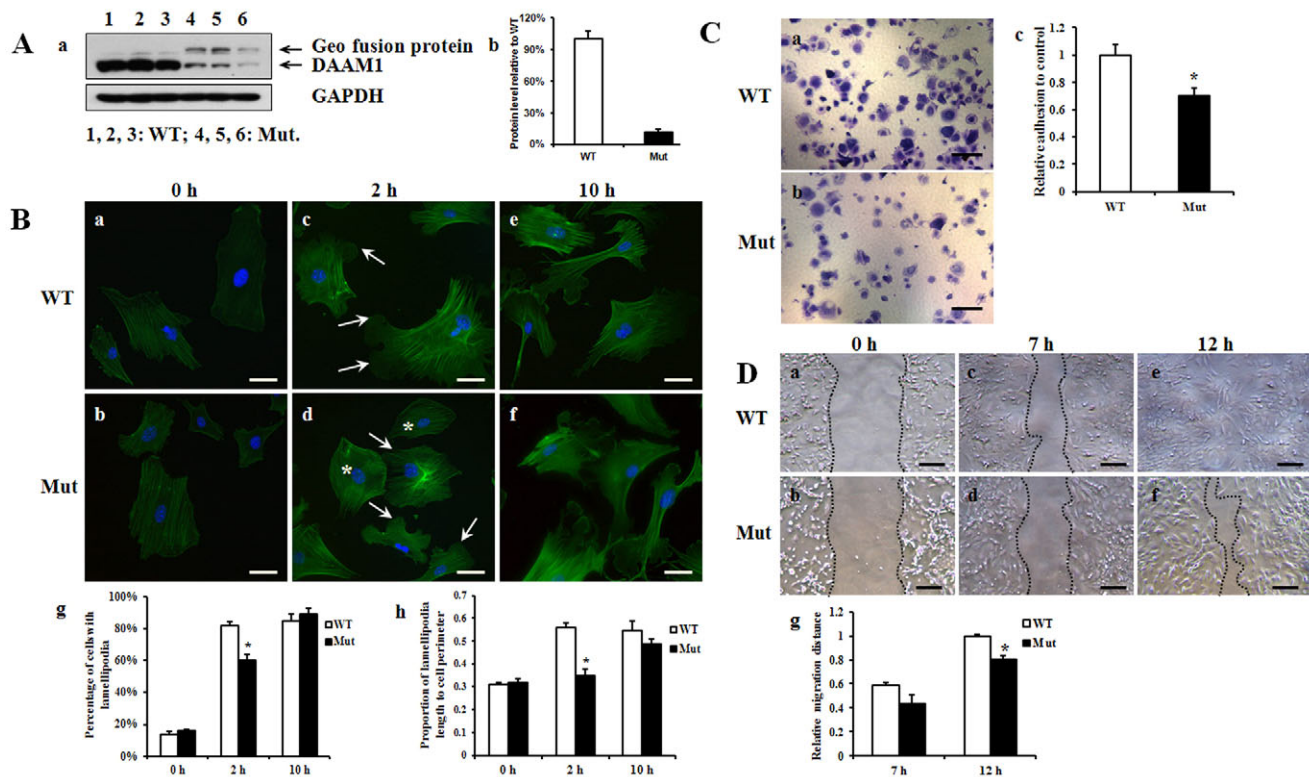 A
1 2 3 4 5 6
a
Geo fusion protein
DAAM1
GAPDH
1, 2, 3: WT; 4, 5, 6: Mut.
b
Protein level relative to WT
120%
90%
60%
30%
0%
WT Mut
B
0 h 2 h 10 h
WT
a c e
Mut
b d f
*
*
g
Percentage of cells with lamellipodia
100%
80%
60%
40%
20%
0%
*
WT
Mut
0 h 2 h 10 h
h
Proportion of lamellipodia length to cell perimeter
0.6
0.5
0.4
0.3
0.2
0.1
0
*
WT
Mut
0 h 2 h 10 h
C
WT
a
Mut
b
c
Relative adhesion to control
1.2
1
0.8
0.6
0.4
0.2
0
*
WT Mut
D
0 h 7 h 12 h
WT
a c e
Mut
b d f
g
Relative migration distance
1.2
1
0.8
0.6
0.4
0.2
0
*
WT
Mut
7 h 12 h